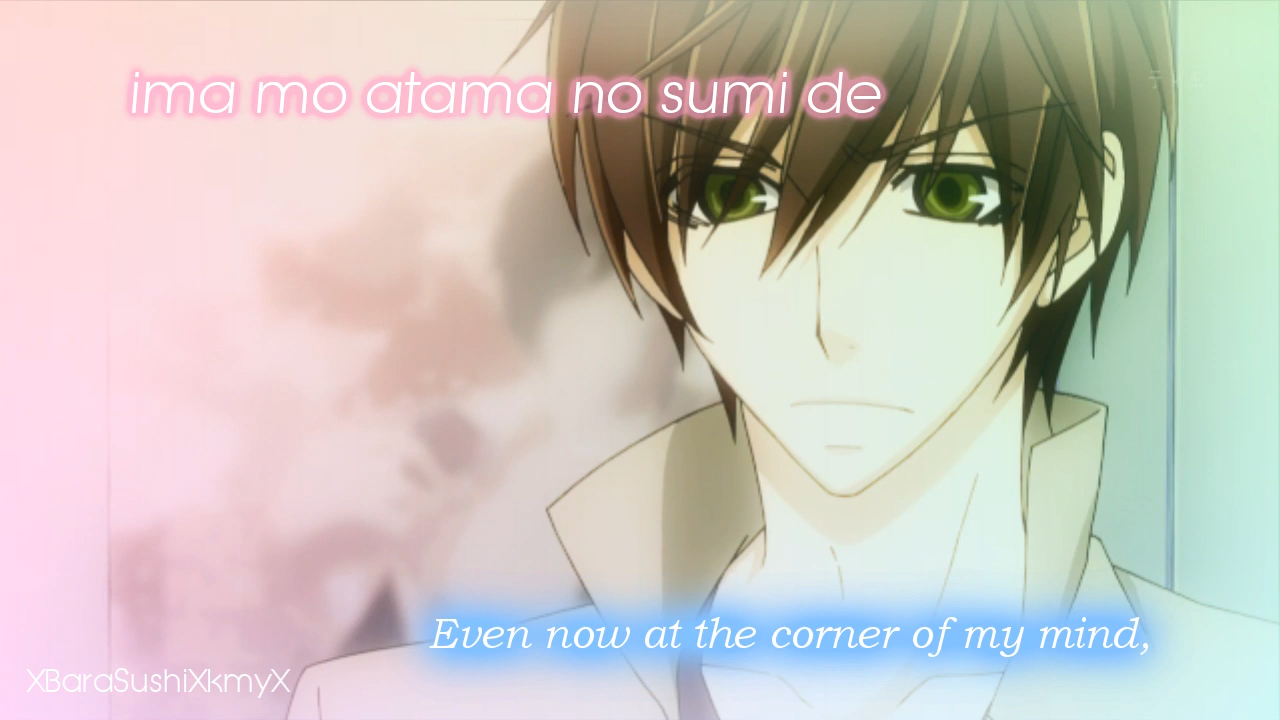 ima mo atama no sumi de
Even now at the corner of my mind,
XBaraSushiXkmyX